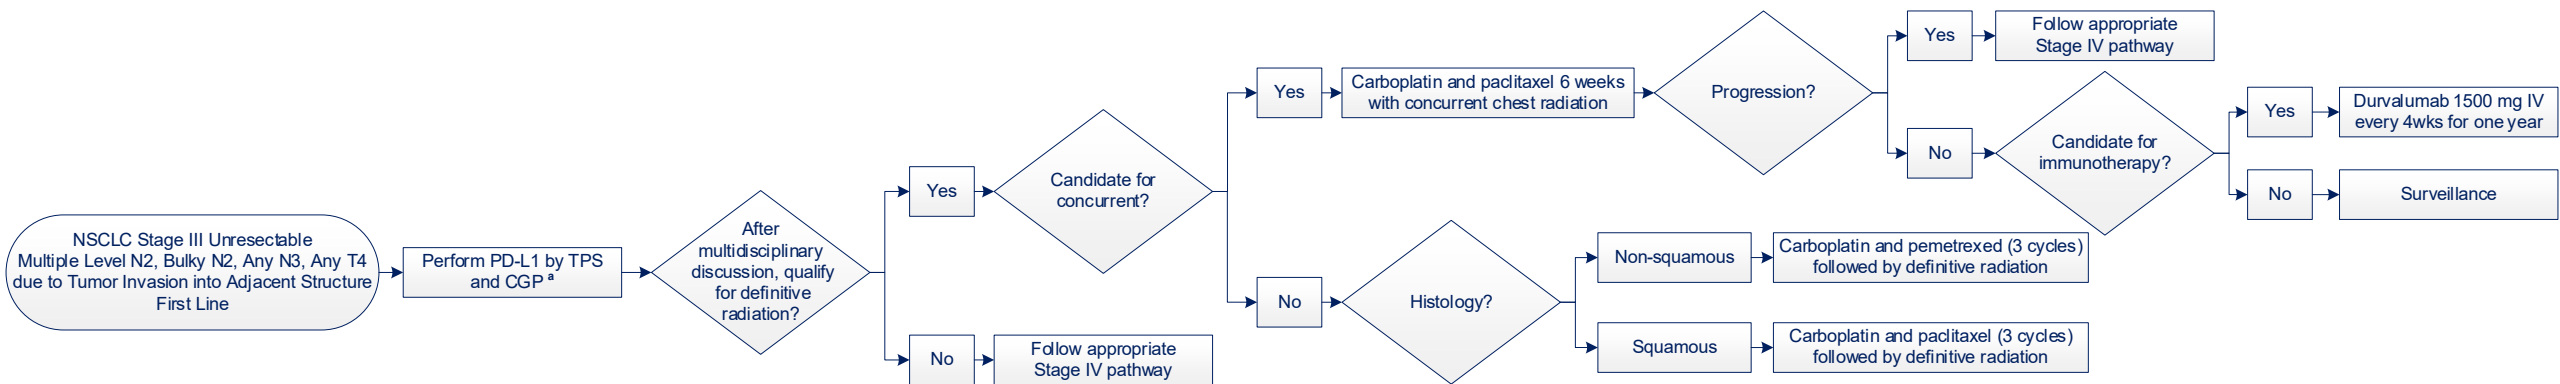 NSCLC Stage III Unresectable
Multiple Level N2, Bulky N2, Any N3, Any T4
due to Tumor Invasion into Adjacent Structure
First Line
Perform PD-L1 by TPS
and CGP ª
After
multidisciplinary
discussion, qualify
for definitive
radiation?
Yes
Candidate for
concurrent?
Yes
Carboplatin and paclitaxel 6 weeks
with concurrent chest radiation
Progression?
Yes
Follow appropriate
Stage IV pathway
No
Candidate for
immunotherapy?
Yes
Durvalumab 1500 mg IV
every 4wks for one year
No
Surveillance
No
Histology?
Non-squamous
Carboplatin and pemetrexed (3 cycles)
followed by definitive radiation
Squamous
Carboplatin and paclitaxel (3 cycles)
followed by definitive radiation
No
Follow appropriate
Stage IV pathway